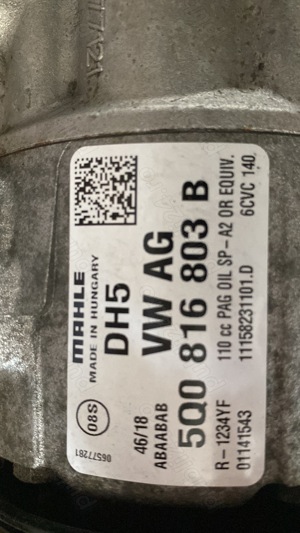 MAHLE
MADE IN HUNGARY
DH5
VW AG
5Q0 816 803 B
08S
46/18
ABAABAB
R-1234YF
110 cc PAG OIL SP-A2 OR EQUIV.
01141543
11158231101.D
6CVC 140
06577281